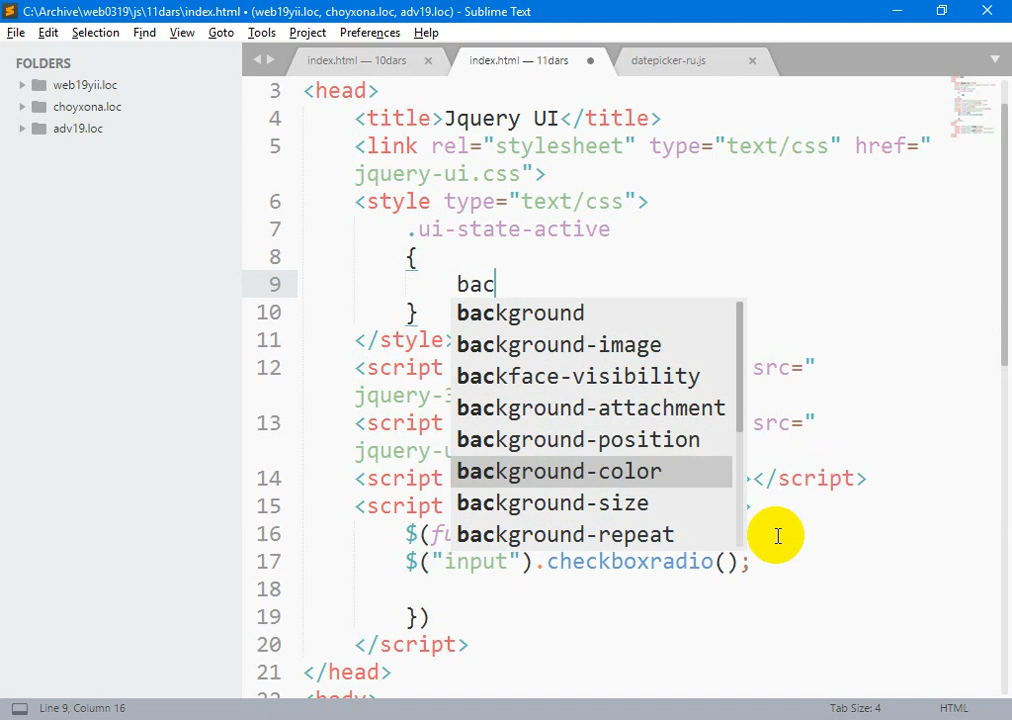 C:\Archive\web0319\js\11dars\index.html • (web19yii.loc, choyxona.loc, adv19.loc) - Sublime Text
File Edit Selection Find View Goto Tools Project Preferences Help
FOLDERS
web19yii.loc
choyxona.loc
adv19.loc
index.html — 10dars
index.html — 11dars
datepicker-ru.js
3 <head>
4 <title>Jquery UI</title>
5 <link rel="stylesheet" type="text/css" href="
jquery-ui.css">
6 <style type="text/css">
7 .ui-state-active
8 {
9 bac
background
10 }
background-image
11 </style>
12 <script src="
backface-visibility
jquery-3
background-attachment
13 <script src="
background-position
jquery-u
background-color
14 <script ></script>
background-size
15 <script >
background-repeat
16 $(fu
17 $("input").checkboxradio();
18
19 })
20 </script>
21 </head>
22 <body>
Line 9, Column 16
Tab Size: 4
HTML